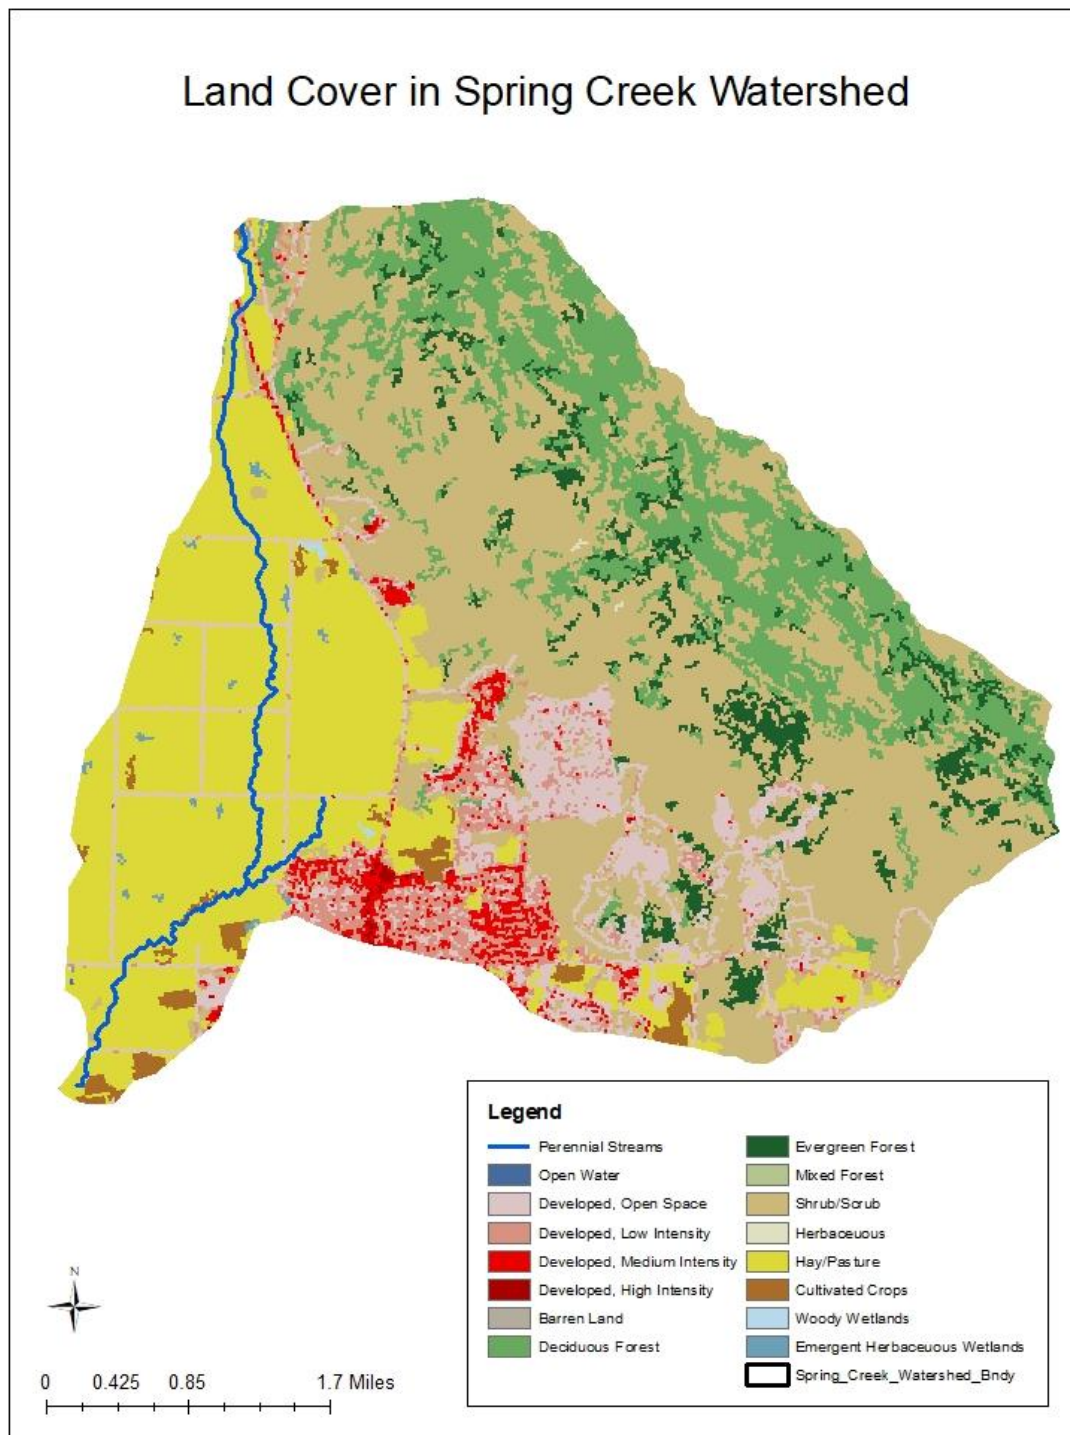 Land Cover in Spring Creek Watershed
Legend
Perennial Streams
Open Water
Developed, Open Space
Developed, Low Intensity
Developed, Medium Intensity
Developed, High Intensity
Barren Land
Deciduous Forest
Evergreen Forest
Mixed Forest
Shrub/Scrub
Herbaceuous
Hay/Pasture
Cultivated Crops
Woody Wetlands
Emergent Herbaceuous Wetlands
Spring_Creek_Watershed_Bndy
N
0 0.425 0.85 1.7 Miles